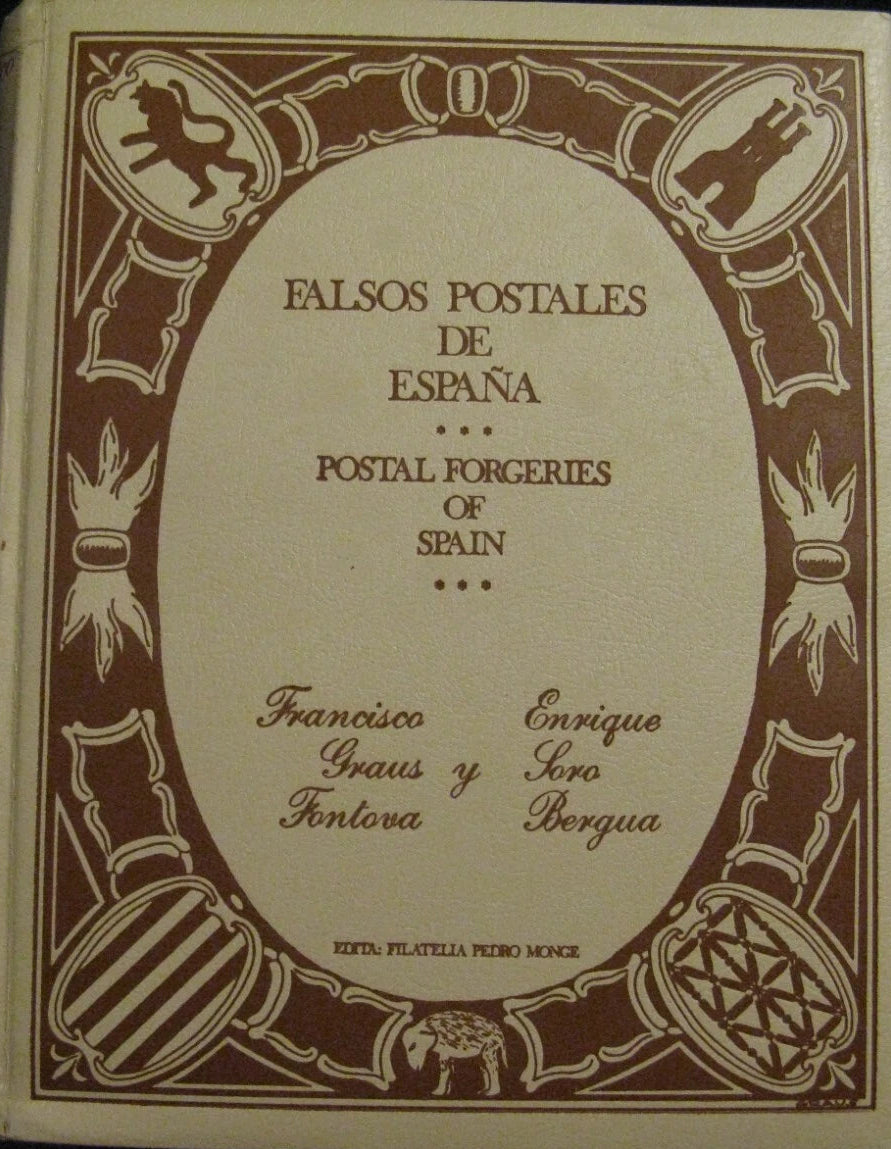 FALSOS POSTALES
DE
ESPAÑA
POSTAL FORGERIES
OF
SPAIN
Francisco Graus Fontova
y
Enrique Soro Bergua
EDITA: FILATELIA PEDRO MONGE